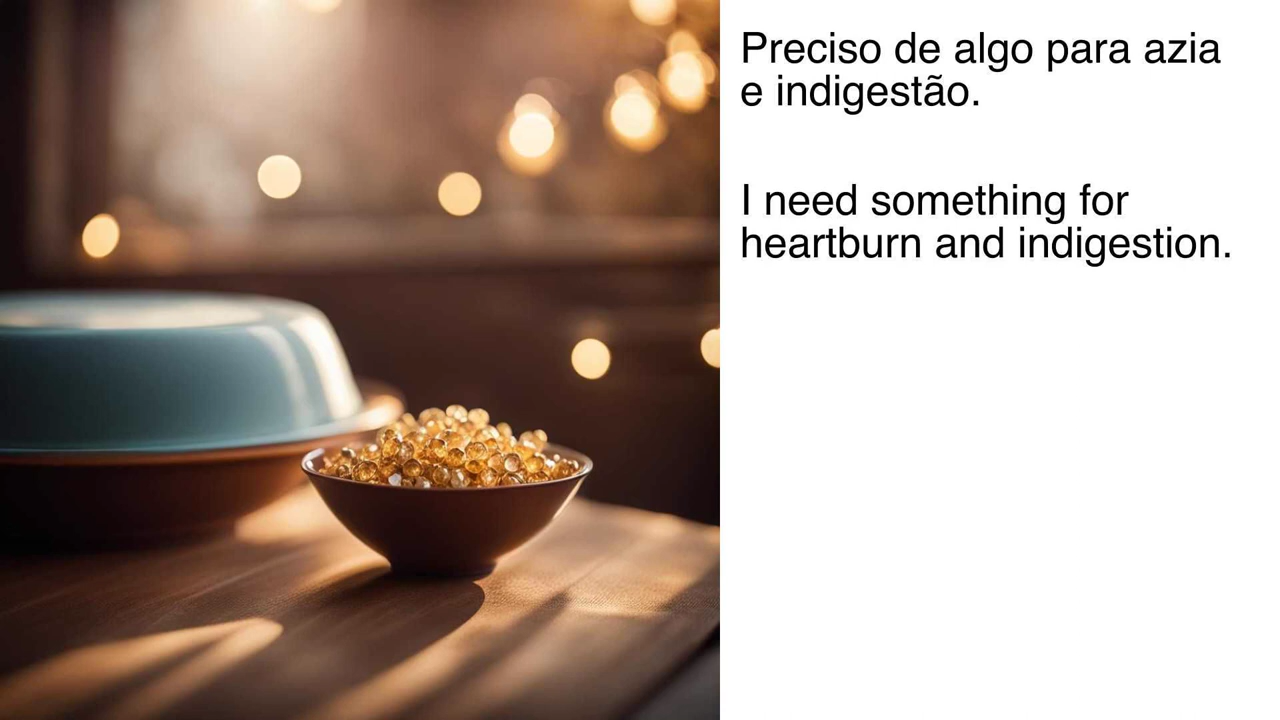 Preciso de algo para azia
e indigestão.
I need something for
heartburn and indigestion.